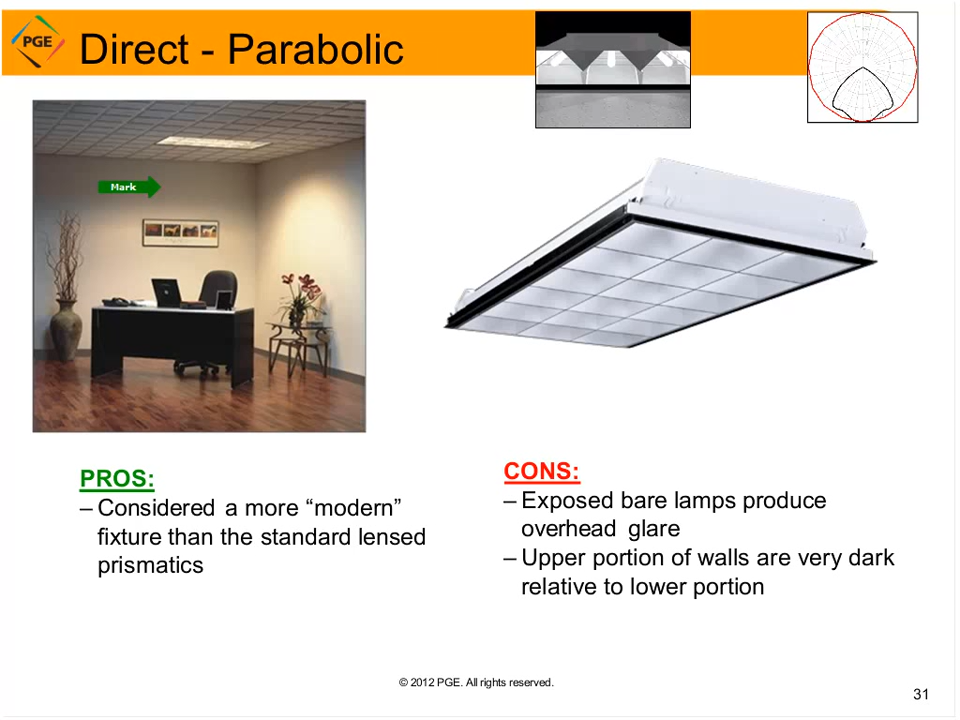 PGE
Direct - Parabolic
Mark
PROS:
– Considered a more “modern”
fixture than the standard lensed
prismatics
CONS:
– Exposed bare lamps produce
overhead glare
– Upper portion of walls are very dark
relative to lower portion
© 2012 PGE. All rights reserved.
31